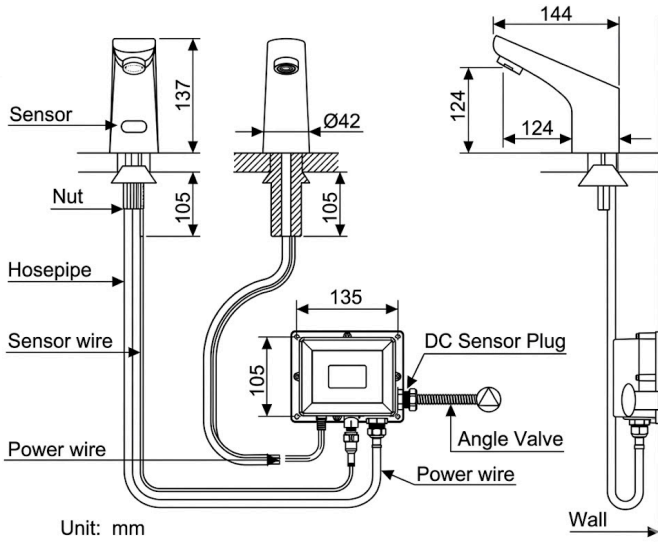 144
137
Sensor
Ø42
124
124
Nut
105
105
Hosepipe
135
Sensor wire
DC Sensor Plug
105
Angle Valve
Power wire
Power wire
Wall
Unit: mm